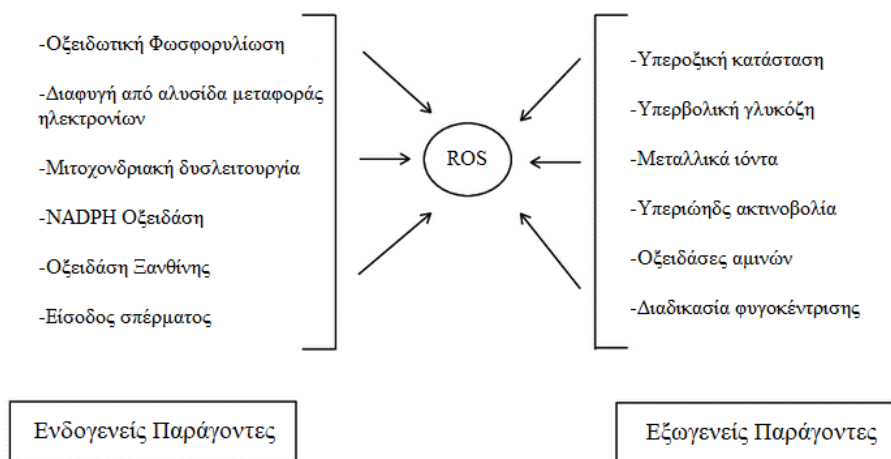 -Οξειδωτική Φωσφορυλίωση
-Διαφυγή από αλυσίδα μεταφοράς
ηλεκτρονίων
-Μιτοχονδριακή δυσλειτουργία
-NADPH Οξειδάση
-Οξειδάση Ξανθίνης
-Είσοδος σπέρματος
ROS
-Υπεροξική κατάσταση
-Υπερβολική γλυκόζη
-Μεταλλικά ιόντα
-Υπεριώηδς ακτινοβολία
-Οξειδάσες αμινών
-Διαδικασία φυγοκέντρισης
Ενδογενείς Παράγοντες
Εξωγενείς Παράγοντες